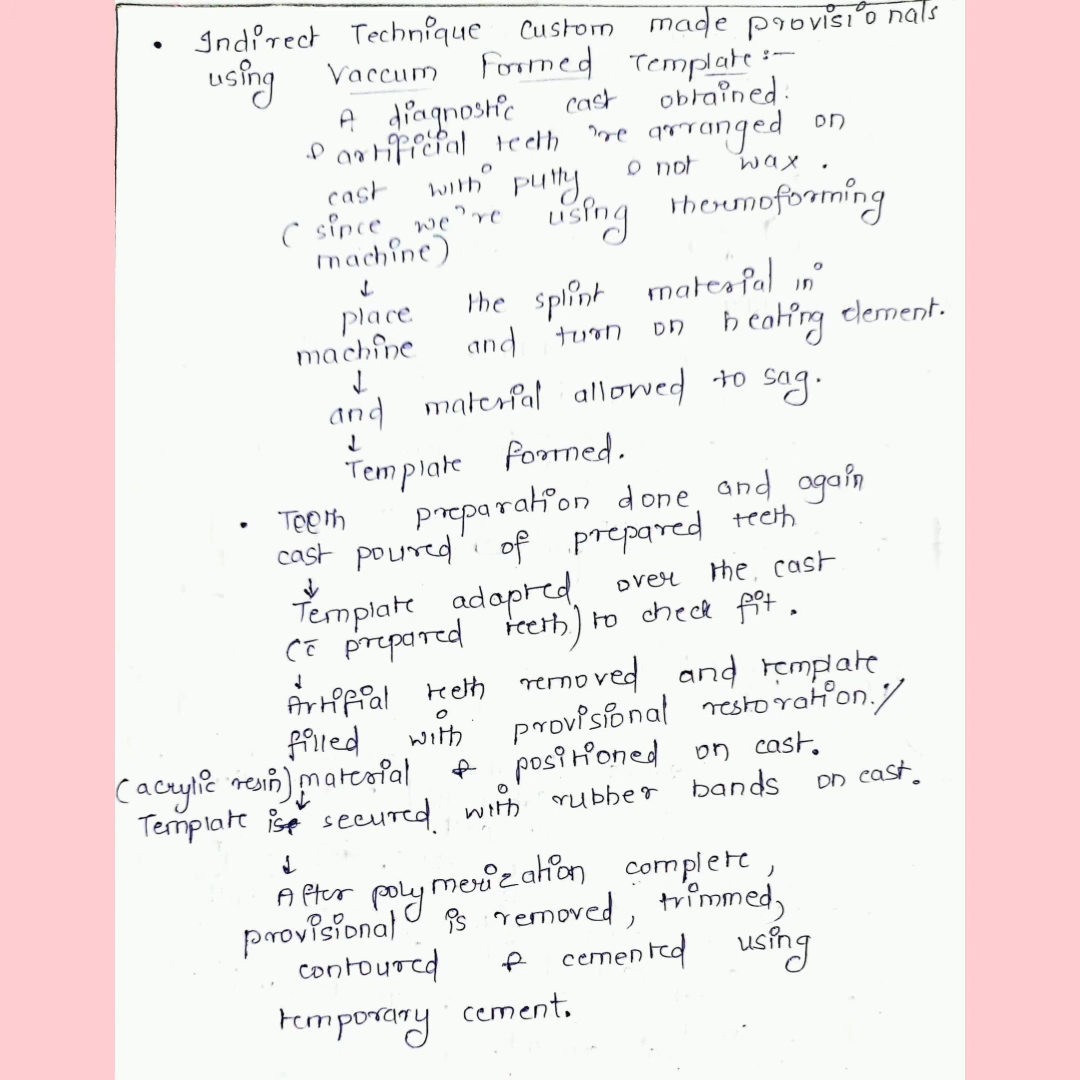 • Indirect Technique Custom made provisionals
using Vaccum Formed Template :-
A diagnostic cast obtained.
& artificial teeth 're arranged on
cast with putty & not wax.
(since we're using thermoforming
machine)
↓
place the splint material in
machine and turn on heating element.
↓
and material allowed to sag.
↓
Template formed.
• Teeth preparation done and again
cast poured of prepared teeth
↓
Template adapted over the cast
(c̄ prepared teeth) to check fit.
↓
Artifial teeth removed and template
filled with provisional restoration
(acrylic resin) material & positioned on cast.
↓
Template is secured with rubber bands on cast.
↓
After polymerization complete,
provisional is removed, trimmed,
contoured & cemented using
temporary cement.